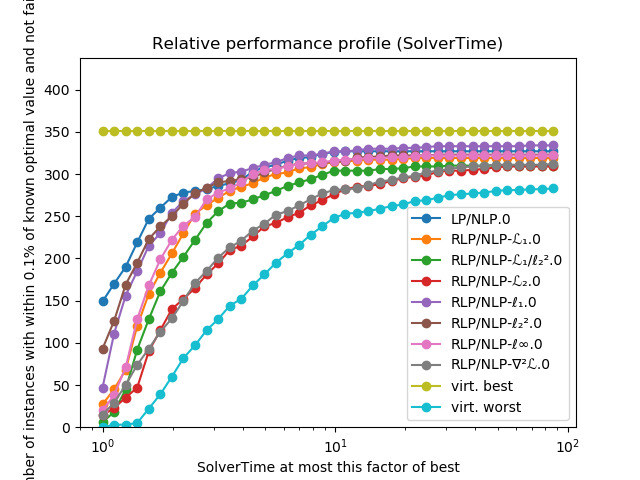 Relative performance profile (SolverTime)
of instances with within 0.1% of known optimal value and not
400
350
300
250
200
150
100
50
0
LP/NLP.0
RLP/NLP-ℒ₁.0
RLP/NLP-ℒ₁/ℓ₂².0
RLP/NLP-ℒ₂.0
RLP/NLP-ℓ₁.0
RLP/NLP-ℓ₂².0
RLP/NLP-ℓ∞.0
RLP/NLP-∇²ℒ.0
virt. best
virt. worst
10⁰ 10¹ 10²
SolverTime at most this factor of best